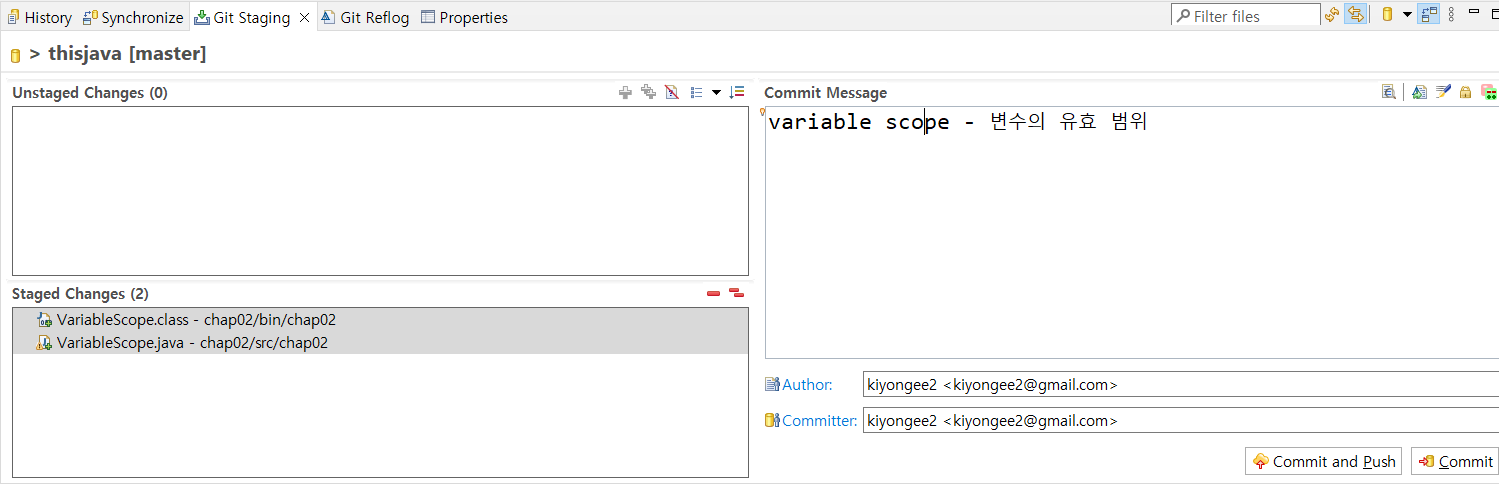 History Synchronize Git Staging Git Reflog Properties Filter files
> thisjava [master]
Unstaged Changes (0)
Commit Message
variable scope - 변수의 유효 범위
Staged Changes (2)
VariableScope.class - chap02/bin/chap02
VariableScope.java - chap02/src/chap02
Author: kiyongee2 <kiyongee2@gmail.com>
Committer: kiyongee2 <kiyongee2@gmail.com>
Commit and Push Commit